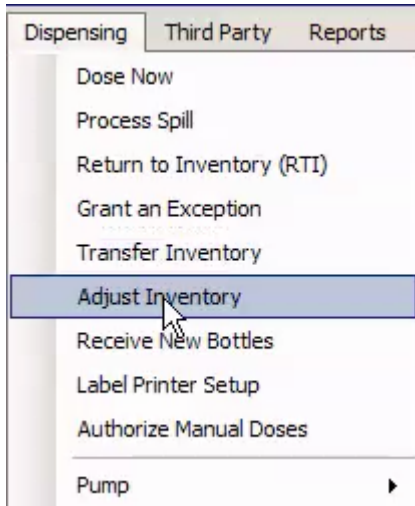 Dispensing Third Party Reports
Dose Now
Process Spill
Return to Inventory (RTI)
Grant an Exception
Transfer Inventory
Adjust Inventory
Receive New Bottles
Label Printer Setup
Authorize Manual Doses
Pump